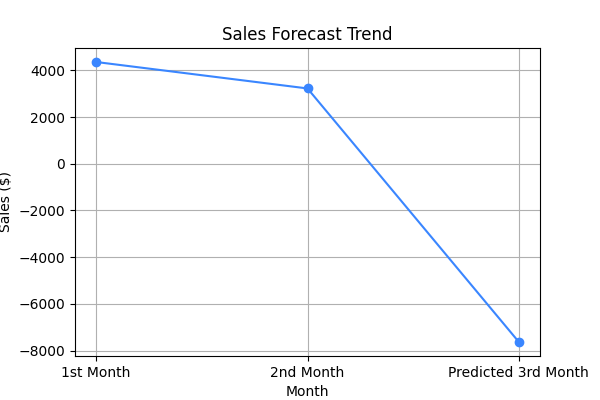 Sales Forecast Trend
4000
2000
0
−2000
−4000
−6000
−8000
Sales ($)
1st Month
2nd Month
Predicted 3rd Month
Month